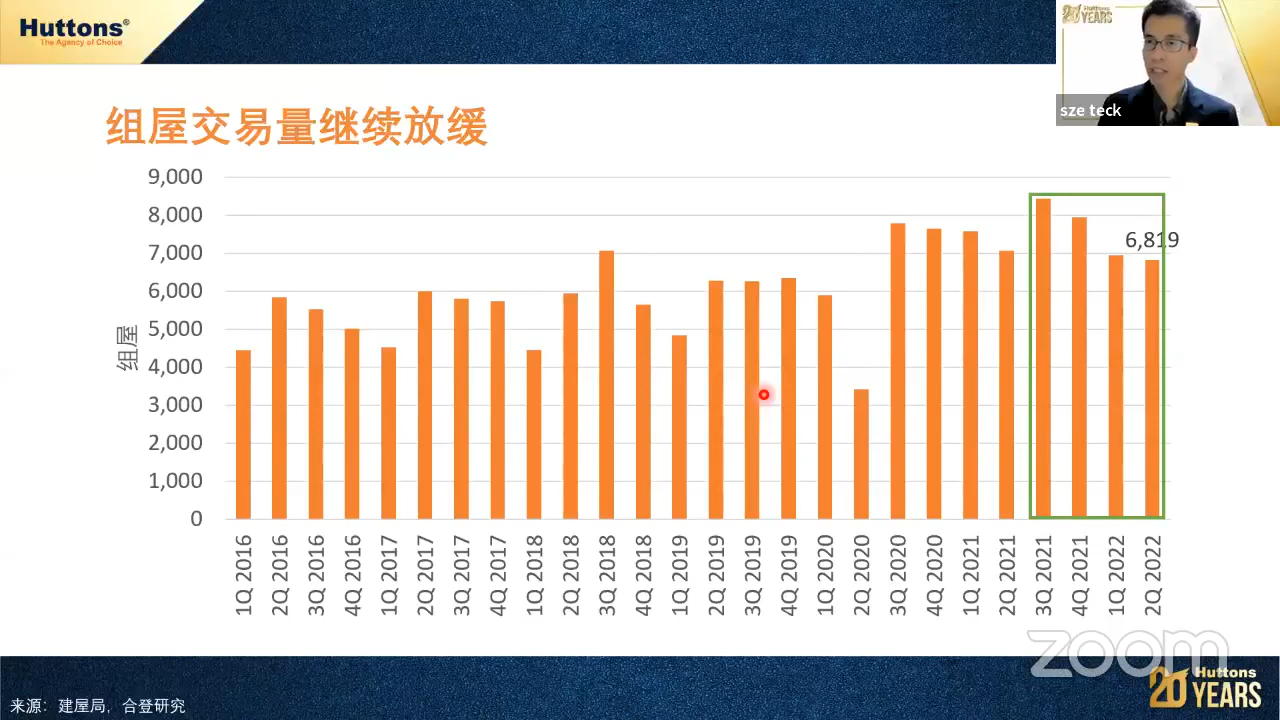 Huttons®
The Agency of Choice
Huttons
20 YEARS
sze teck
组屋交易量继续放缓
9,000
8,000
7,000
6,000
5,000
4,000
3,000
2,000
1,000
0
组屋
6,819
1Q 2016
2Q 2016
3Q 2016
4Q 2016
1Q 2017
2Q 2017
3Q 2017
4Q 2017
1Q 2018
2Q 2018
3Q 2018
4Q 2018
1Q 2019
2Q 2019
3Q 2019
4Q 2019
1Q 2020
2Q 2020
3Q 2020
4Q 2020
1Q 2021
2Q 2021
3Q 2021
4Q 2021
1Q 2022
2Q 2022
zoom
Huttons
20 YEARS
来源：建屋局，合登研究